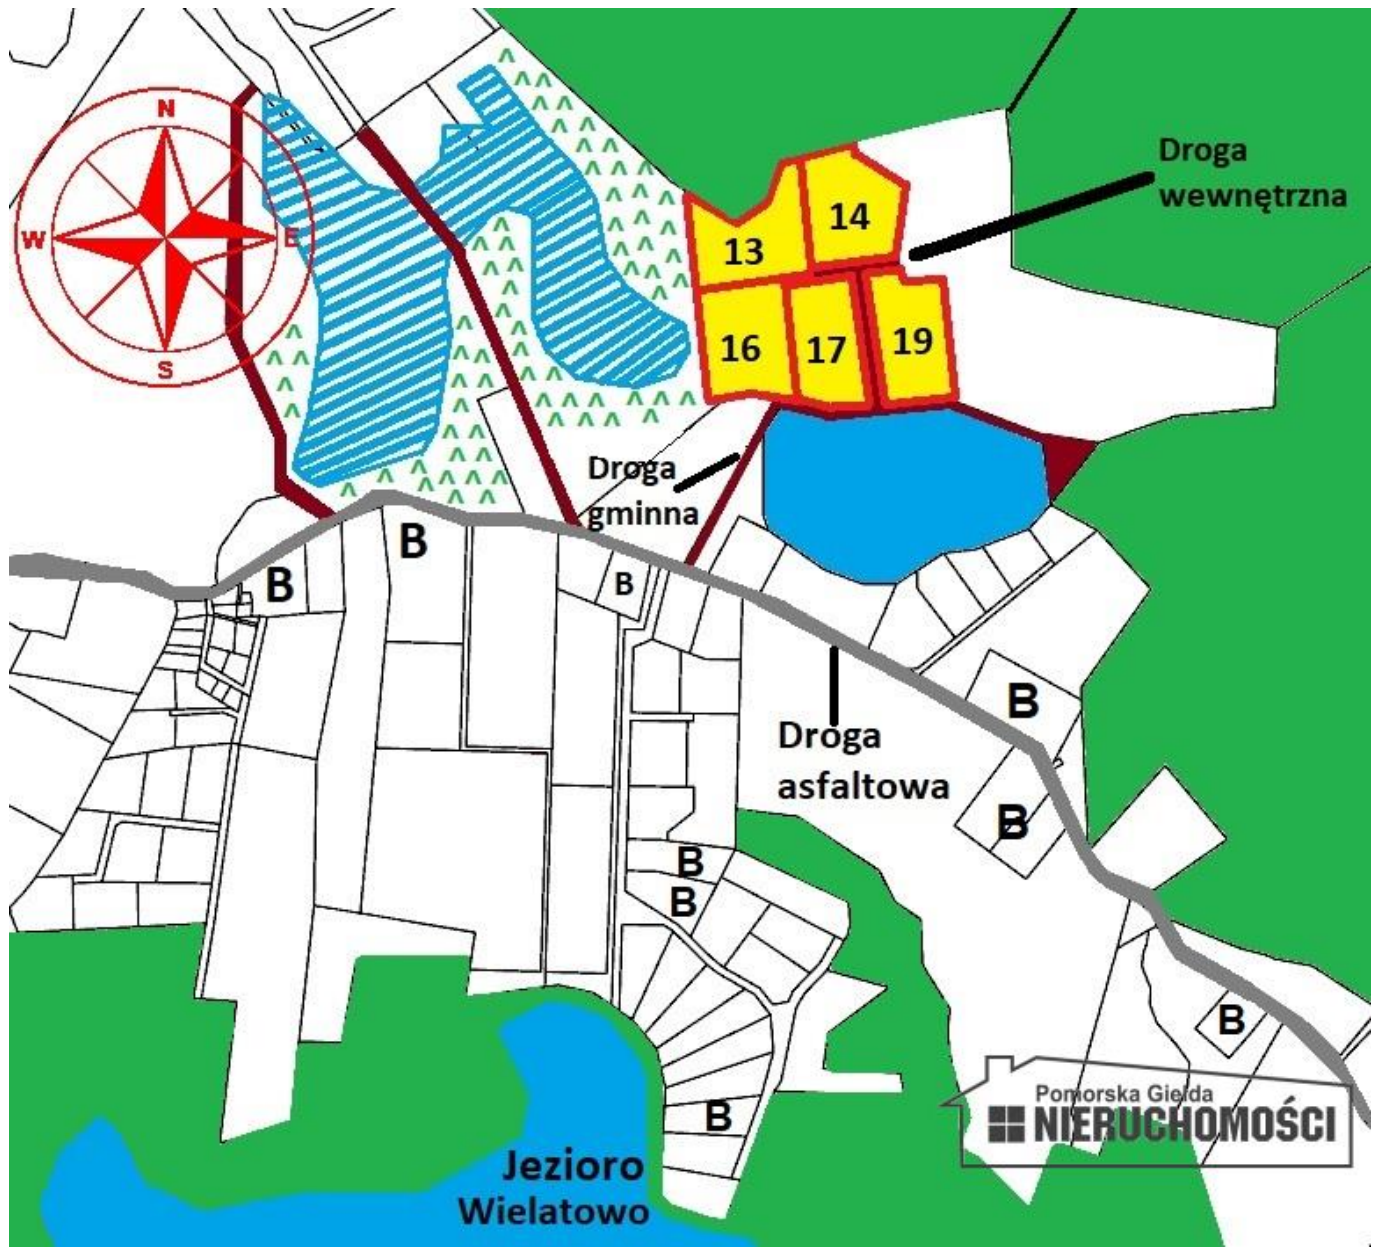 N
W
E
S
Droga
wewnętrzna
14
13
16
17
19
Droga
gminna
B
B
B
B
Droga
asfaltowa
B
B
B
B
B
Pomorska Giełda
NIERUCHOMOŚCI
Jezioro
Wielatowo